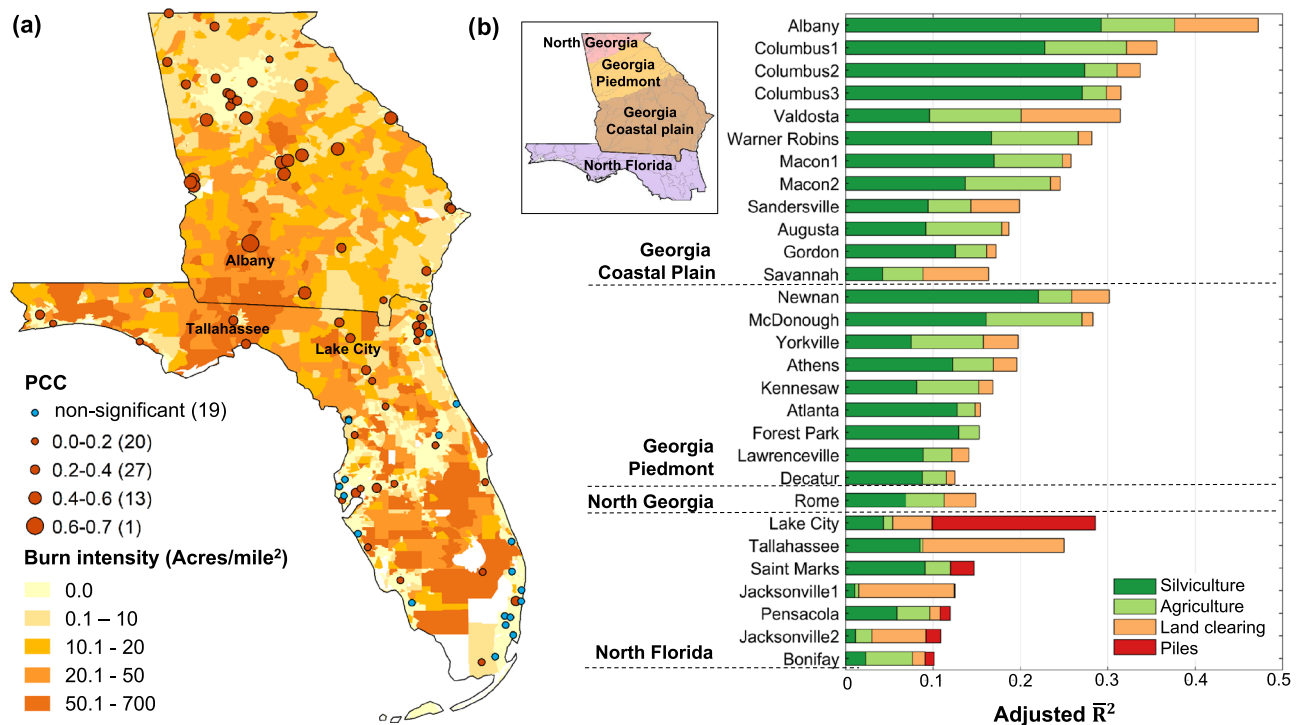 (a)
Albany
Tallahassee
Lake City
PCC
non-significant (19)
0.0-0.2 (20)
0.2-0.4 (27)
0.4-0.6 (13)
0.6-0.7 (1)
Burn intensity (Acres/mile²)
0.0
0.1 – 10
10.1 - 20
20.1 - 50
50.1 - 700
(b)
North Georgia
Georgia
Piedmont
Georgia
Coastal plain
North Florida
Albany
Columbus1
Columbus2
Columbus3
Valdosta
Warner Robins
Macon1
Macon2
Sandersville
Augusta
Gordon
Savannah
Georgia
Coastal Plain
Newnan
McDonough
Yorkville
Athens
Kennesaw
Atlanta
Forest Park
Lawrenceville
Decatur
Georgia
Piedmont
Rome
North Georgia
Lake City
Tallahassee
Saint Marks
Jacksonville1
Pensacola
Jacksonville2
Bonifay
North Florida
Silviculture
Agriculture
Land clearing
Piles
0 0.1 0.2 0.3 0.4 0.5
Adjusted R̅²